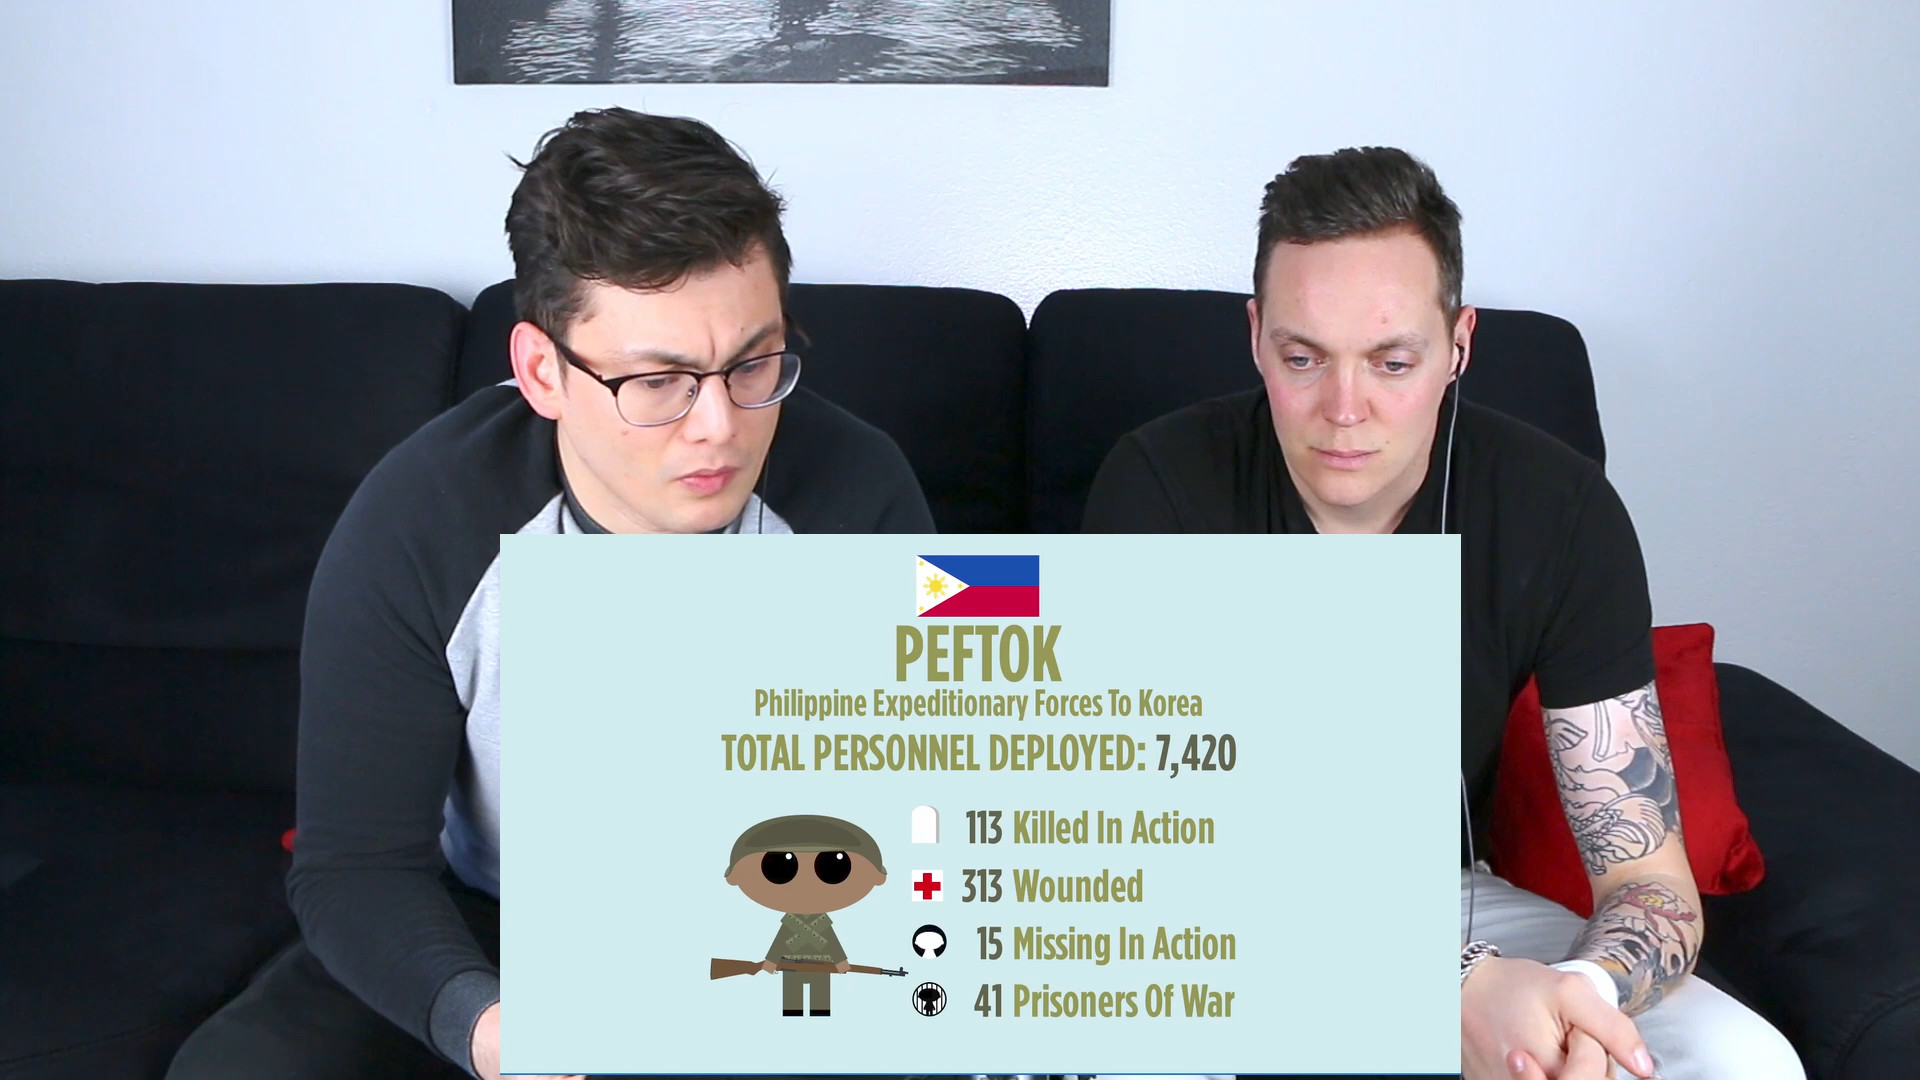 PEFTOK
Philippine Expeditionary Forces To Korea
TOTAL PERSONNEL DEPLOYED: 7,420
113 Killed In Action
313 Wounded
15 Missing In Action
41 Prisoners Of War